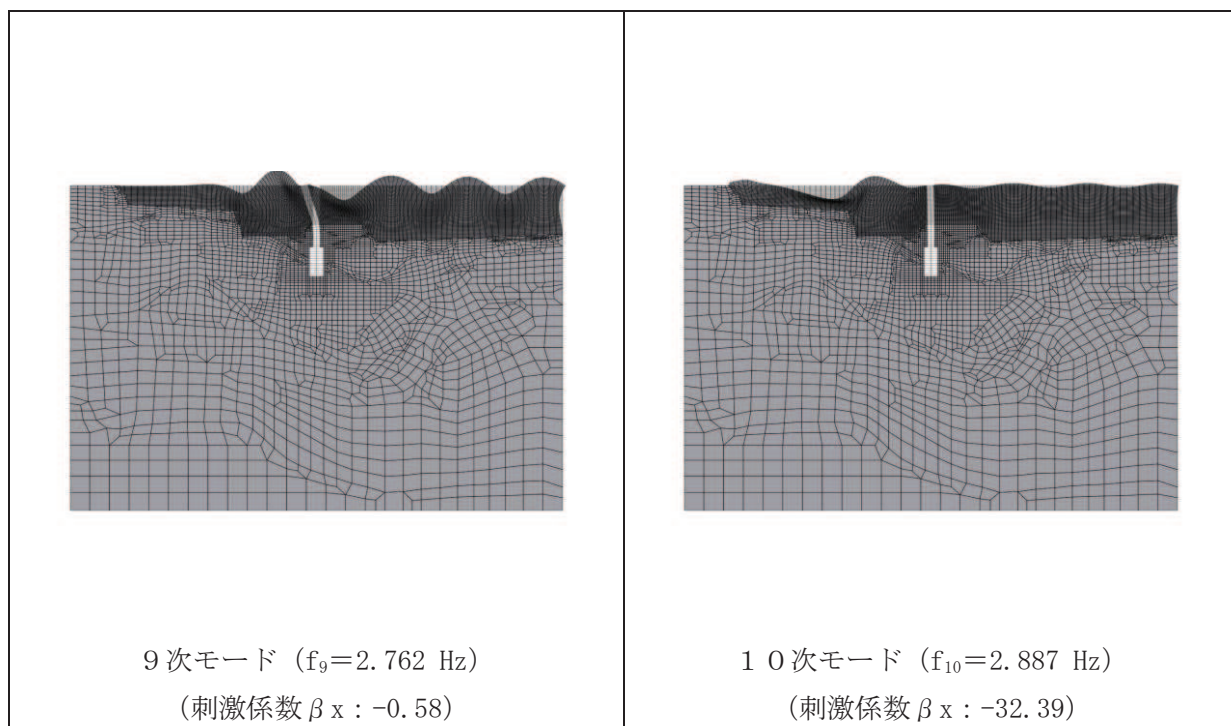 9次モード (f₉=2.762 Hz)
(刺激係数βx:-0.58)
10次モード (f₁₀=2.887 Hz)
(刺激係数βx:-32.39)